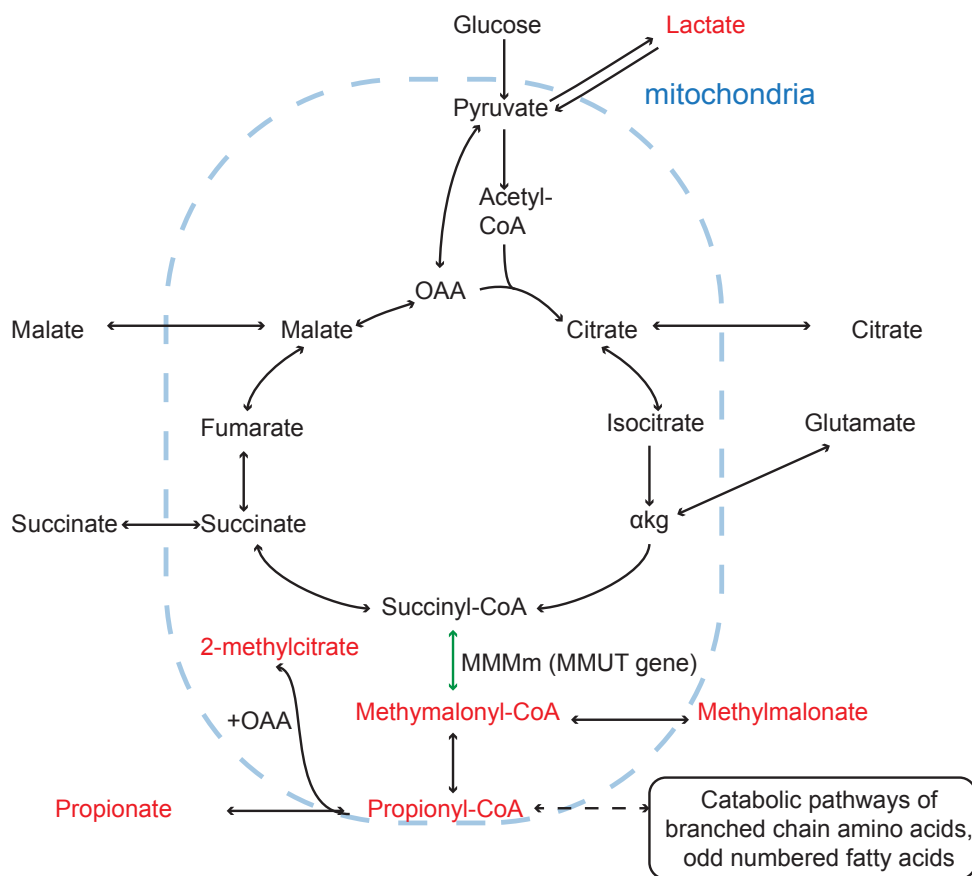 Glucose
Lactate
mitochondria
Pyruvate
Acetyl-
CoA
OAA
Malate
Malate
Citrate
Citrate
Fumarate
Isocitrate
Glutamate
Succinate
Succinate
αkg
Succinyl-CoA
2-methylcitrate
MMMm (MMUT gene)
+OAA
Methymalonyl-CoA
Methylmalonate
Propionate
Propionyl-CoA
Catabolic pathways of
branched chain amino acids,
odd numbered fatty acids